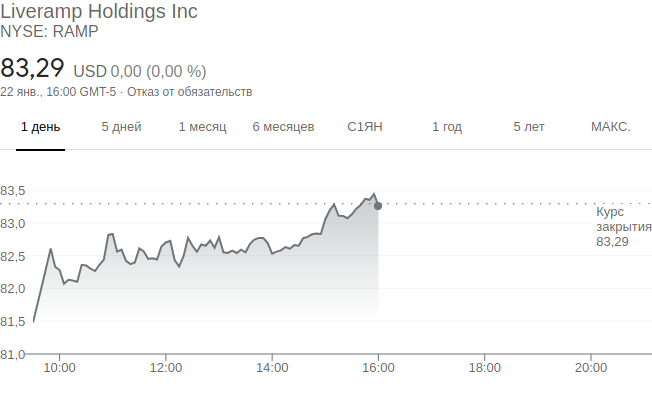 Liveramp Holdings Inc
NYSE: RAMP
83,29 USD 0,00 (0,00 %)
22 янв., 16:00 GMT-5 · Отказ от обязательств
1 день 5 дней 1 месяц 6 месяцев С1ЯН 1 год 5 лет МАКС.
83,5
Курс
закрытия
83,29
83,0
82,5
82,0
81,5
81,0
10:00 12:00 14:00 16:00 18:00 20:00